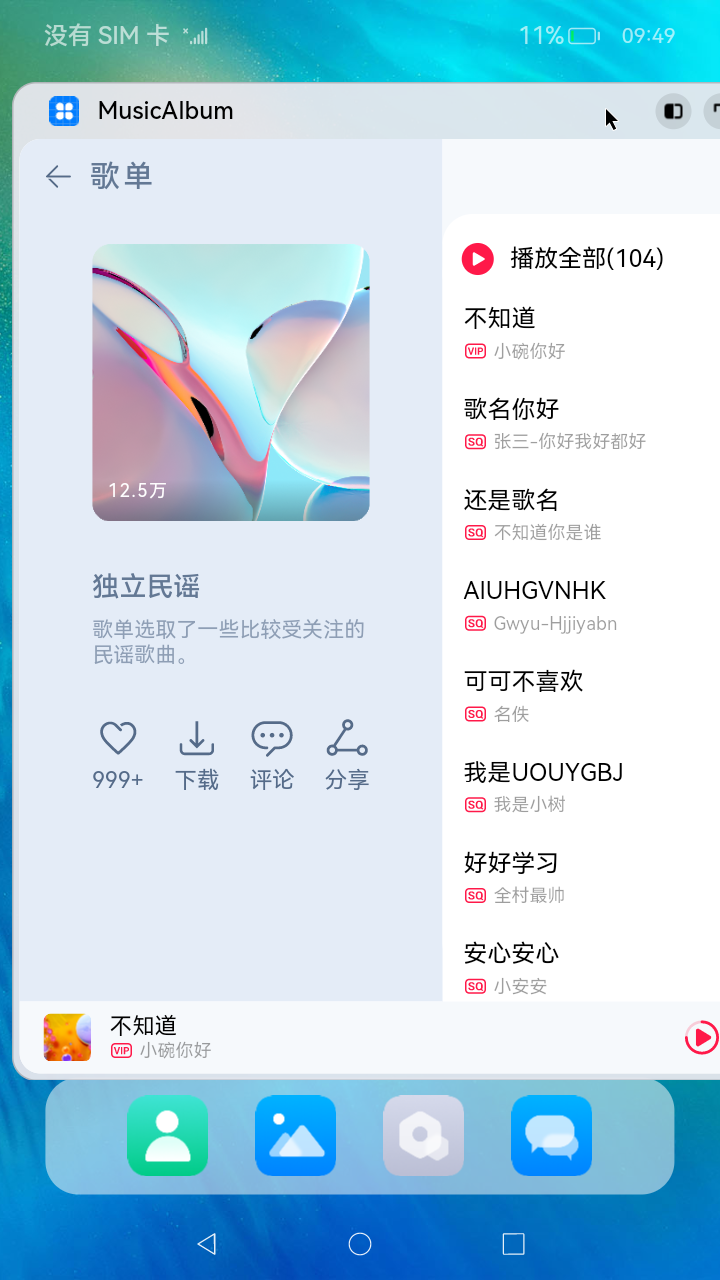 没有 SIM 卡
11%
09:49
MusicAlbum
歌单
12.5万
独立民谣
歌单选取了一些比较受关注的
民谣歌曲。
999+
下载
评论
分享
播放全部(104)
不知道
VIP 小碗你好
歌名你好
SQ 张三-你好我好都好
还是歌名
SQ 不知道你是谁
AIUHGVNHK
SQ Gwyu-Hjjiyabn
可可不喜欢
SQ 名佚
我是UOUYGBJ
SQ 我是小树
好好学习
SQ 全村最帅
安心安心
SQ 小安安
不知道
VIP 小碗你好